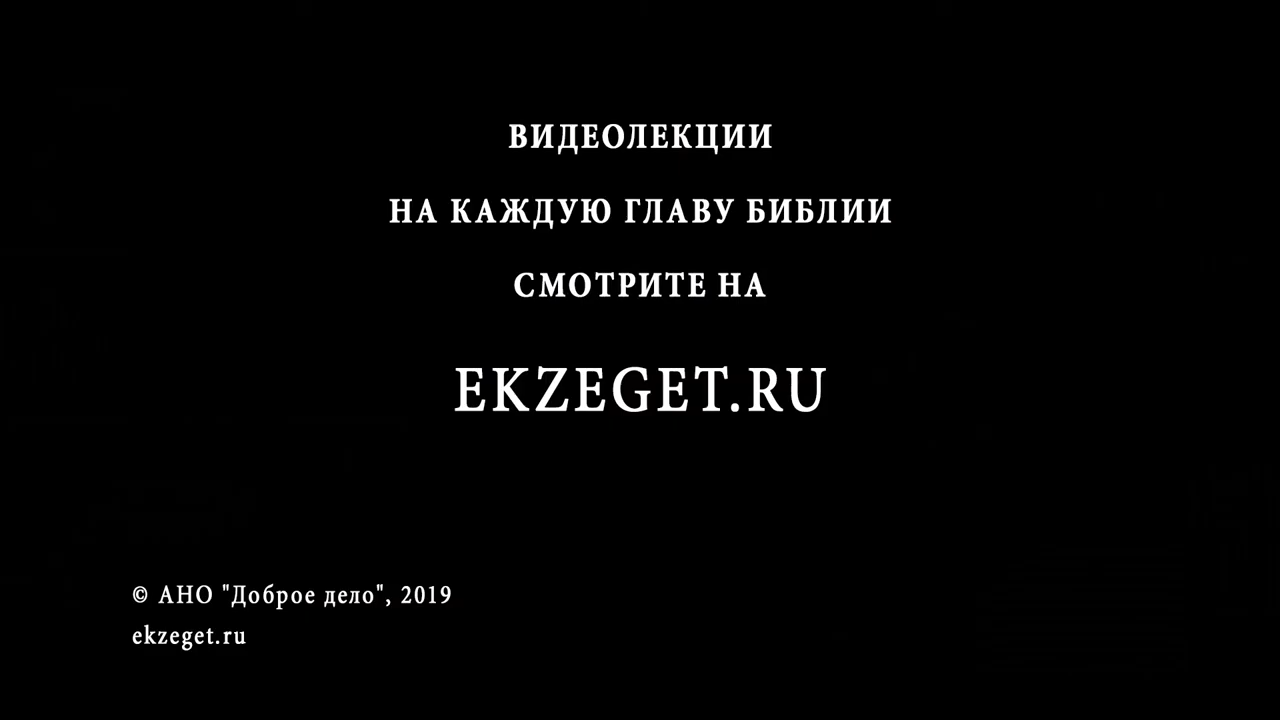 ВИДЕОЛЕКЦИИ
НА КАЖДУЮ ГЛАВУ БИБЛИИ
СМОТРИТЕ НА
EKZEGET.RU
© АНО "Доброе дело", 2019
ekzeget.ru